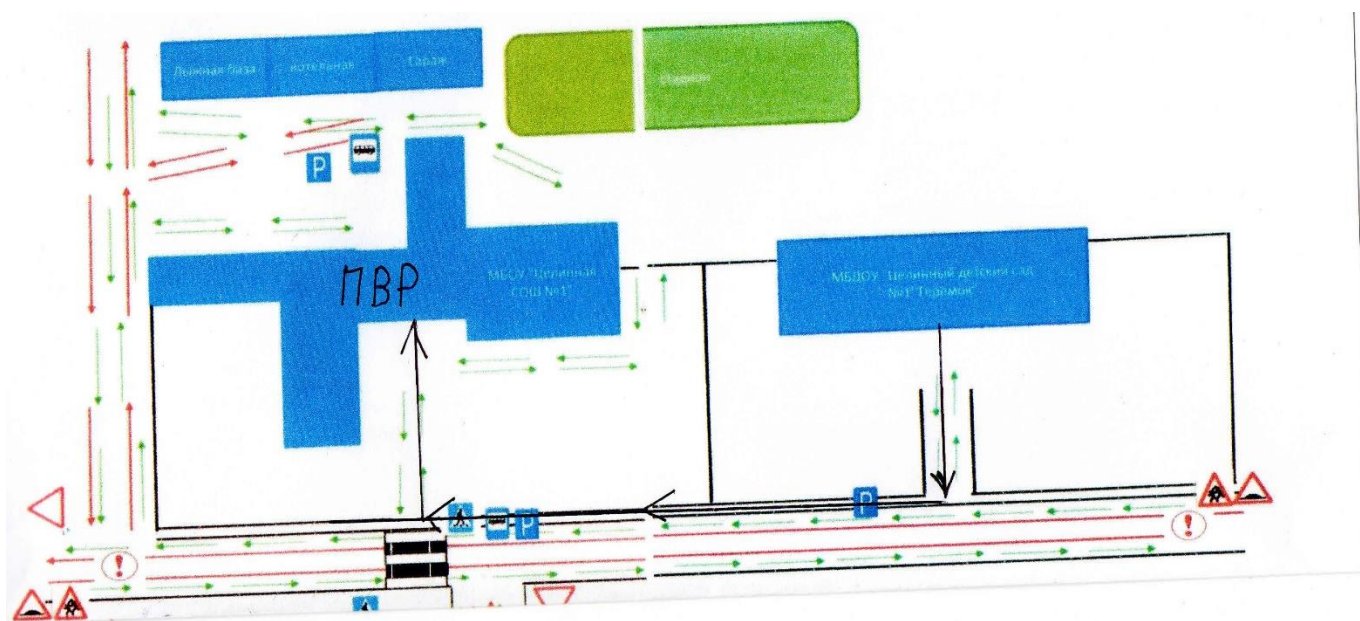 Лыжная база
котельная
Гараж
Стадион
P
ПВР
МБОУ "Целинная
СОШ №1"
МБДОУ "Целинный детский сад
№1"Теремок"
P
P
!
!